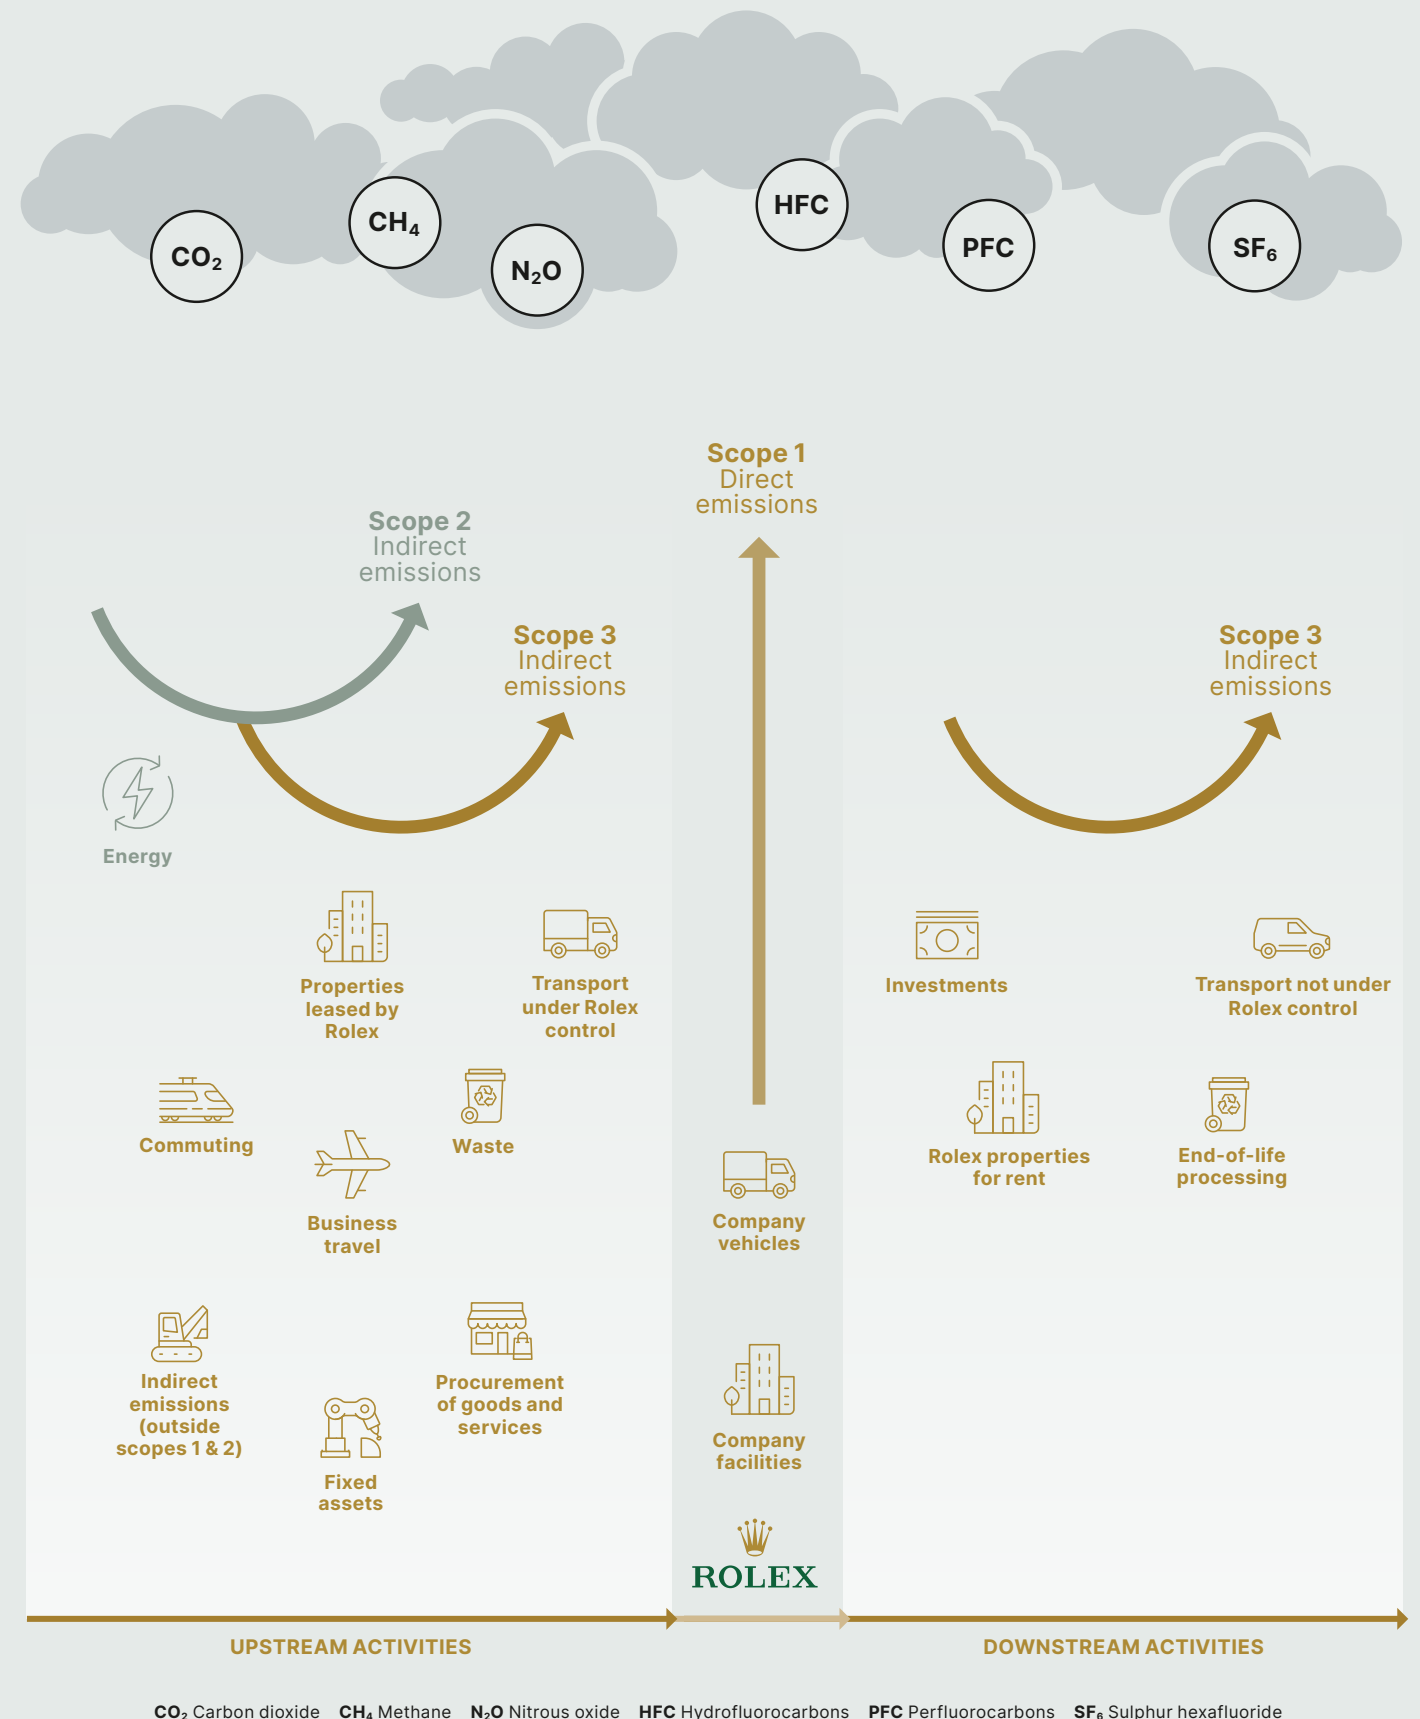 CO₂
CH₄
N₂O
HFC
PFC
SF₆
Scope 1
Direct
emissions
Scope 2
Indirect
emissions
Scope 3
Indirect
emissions
Scope 3
Indirect
emissions
Energy
Properties
leased by
Rolex
Transport
under Rolex
control
Investments
Transport not under
Rolex control
Commuting
Waste
Business
travel
Rolex properties
for rent
End-of-life
processing
Company
vehicles
Indirect
emissions
(outside
scopes 1 & 2)
Procurement
of goods and
services
Fixed
assets
Company
facilities
ROLEX
UPSTREAM ACTIVITIES
DOWNSTREAM ACTIVITIES
CO₂ Carbon dioxide CH₄ Methane N₂O Nitrous oxide HFC Hydrofluorocarbons PFC Perfluorocarbons SF₆ Sulphur hexafluoride